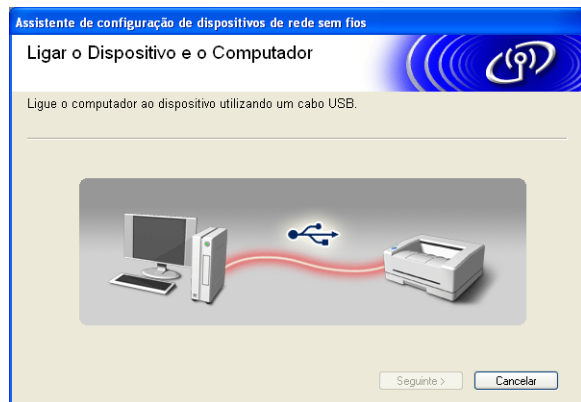 Assistente de configuração de dispositivos de rede sem fios
Ligar o Dispositivo e o Computador
Ligue o computador ao dispositivo utilizando um cabo USB.
Seguinte >
Cancelar